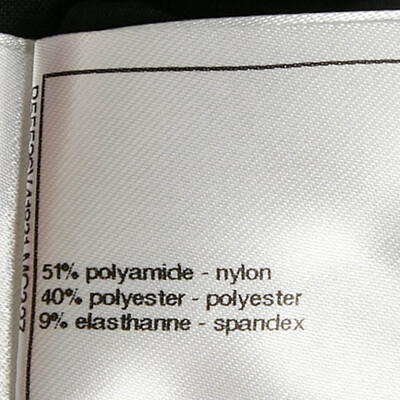 51% polyamide - nylon
40% polyester - polyester
9% elasthanne - spandex